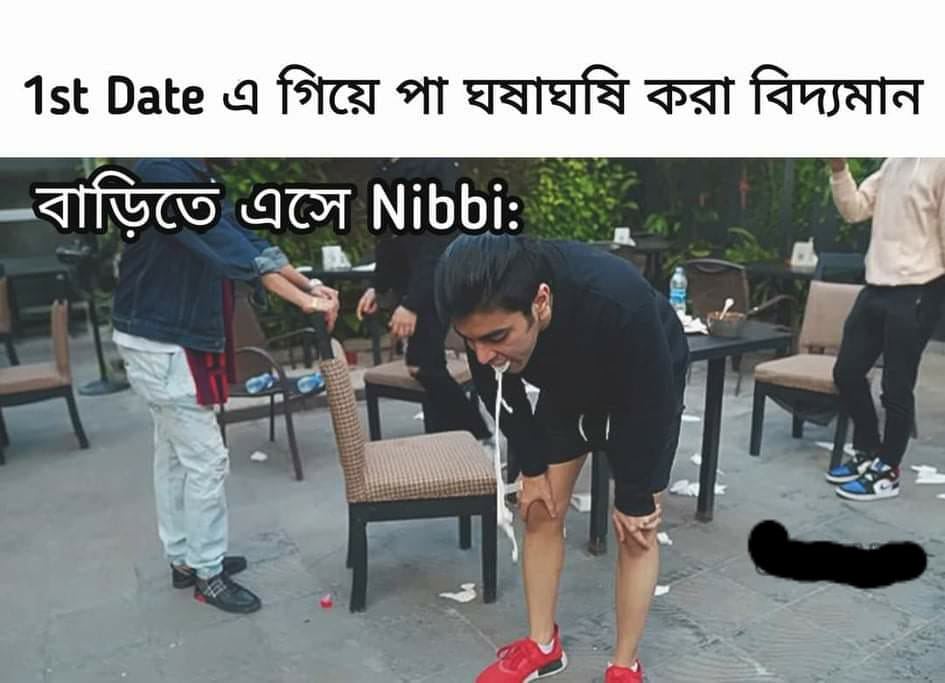 1st Date এ গিয়ে পা ঘষাঘষি করা বিদ্যমান
বাড়িতে এসে Nibbi: